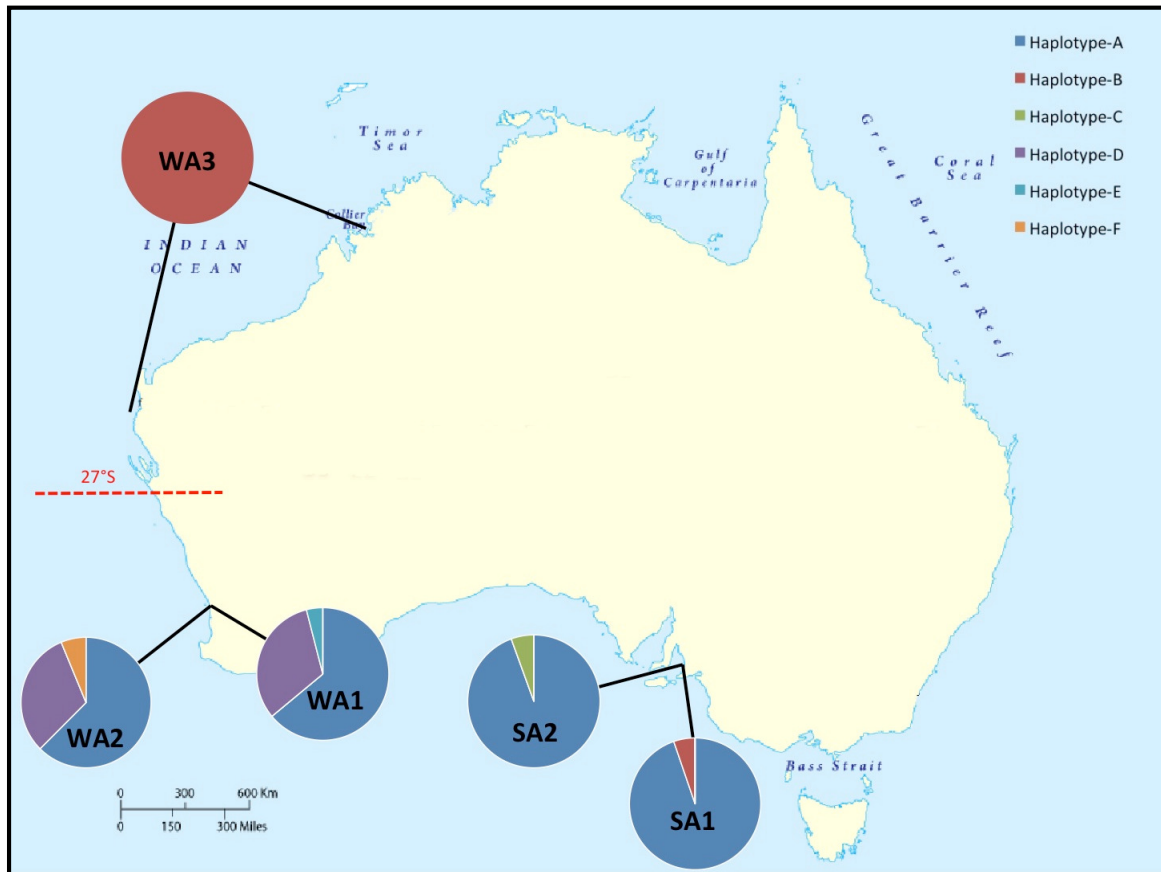 Haplotype-A
Haplotype-B
Haplotype-C
Haplotype-D
Haplotype-E
Haplotype-F
WA3
Timor
Sea
Gulf
of
Carpentaria
Coral
Sea
Great Barrier Reef
Collier
INDIAN
OCEAN
27°S
WA2
WA1
SA2
SA1
Bass Strait
0 300 600 Km
0 150 300 Miles